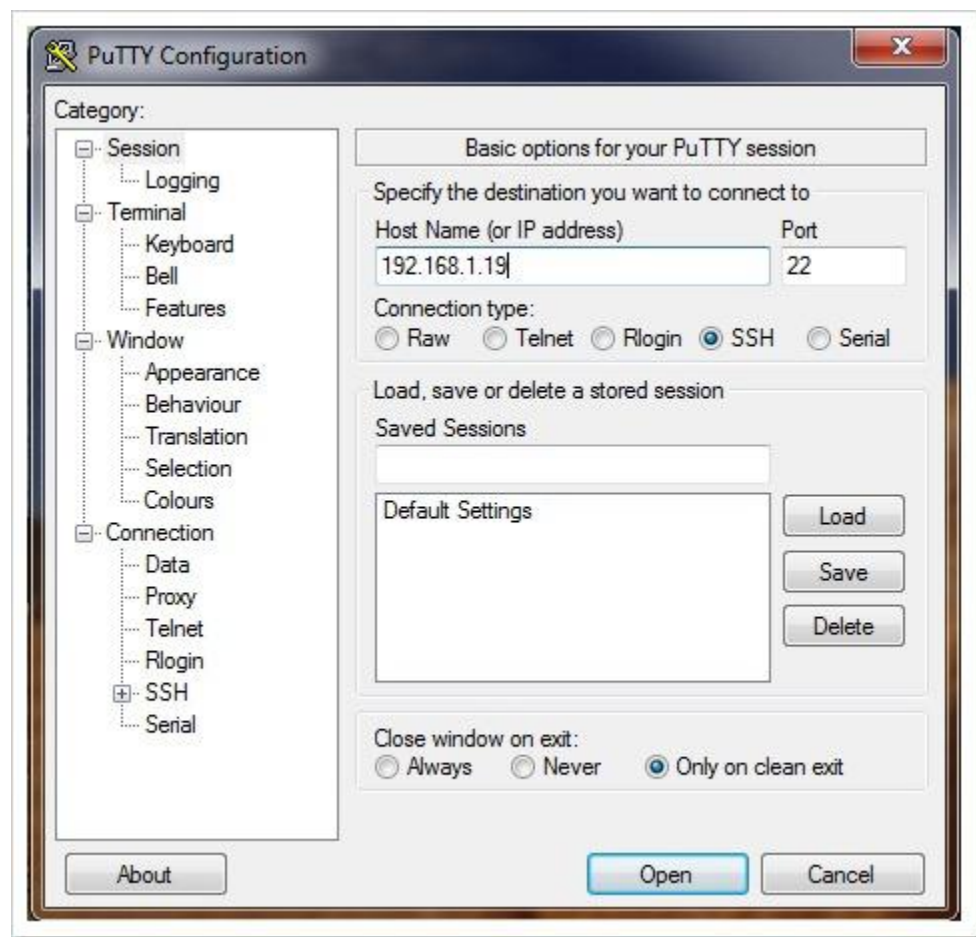 PuTTY Configuration
Category:
Session
Logging
Terminal
Keyboard
Bell
Features
Window
Appearance
Behaviour
Translation
Selection
Colours
Connection
Data
Proxy
Telnet
Rlogin
SSH
Serial
Basic options for your PuTTY session
Specify the destination you want to connect to
Host Name (or IP address) Port
192.168.1.19 22
Connection type:
Raw Telnet Rlogin SSH Serial
Load, save or delete a stored session
Saved Sessions
Default Settings
Load
Save
Delete
Close window on exit:
Always Never Only on clean exit
About Open Cancel